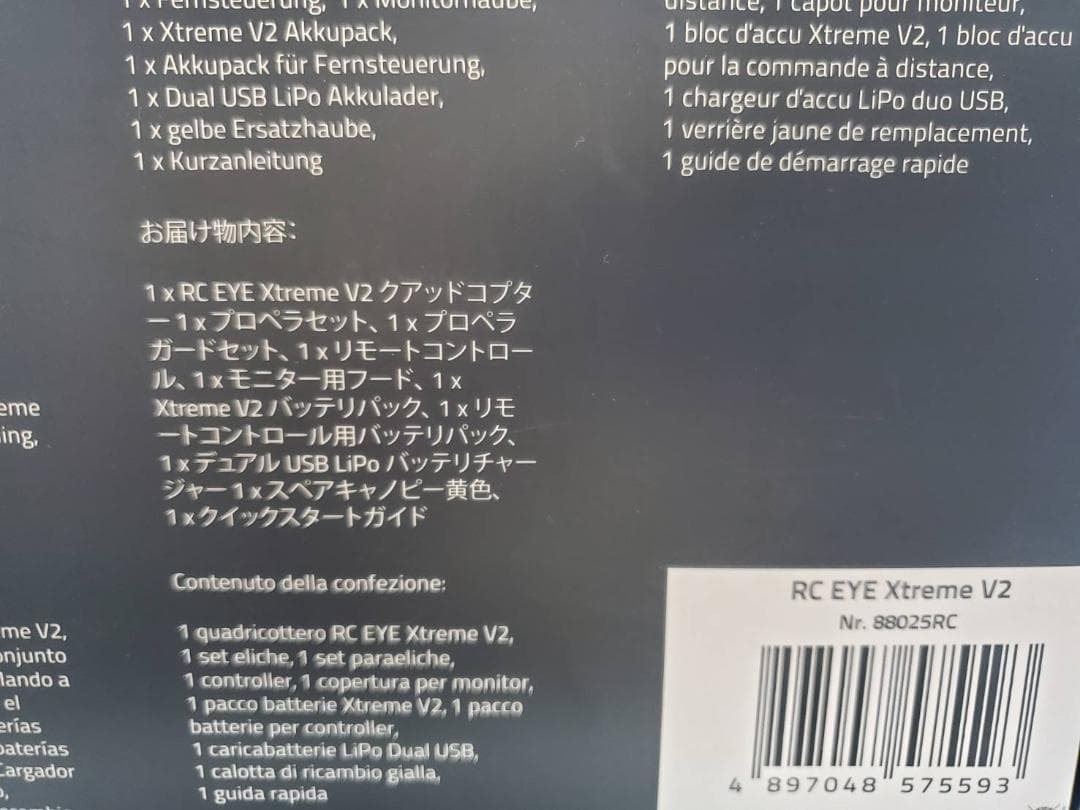 1 x Fernsteuerung, 1 x Monitorhaube,
1 x Xtreme V2 Akkupack,
1 x Akkupack für Fernsteuerung,
1 x Dual USB LiPo Akkulader,
1 x gelbe Ersatzhaube,
1 x Kurzanleitung
distance, 1 capot pour moniteur,
1 bloc d'accu Xtreme V2, 1 bloc d'accu
pour la commande à distance,
1 chargeur d'accu LiPo duo USB,
1 verrière jaune de remplacement,
1 guide de démarrage rapide
お届け物内容：
1 x RC EYE Xtreme V2 クアッドコプタ
ー 1 x プロペラセット、1 x プロペラ
ガードセット、1 x リモートコントロー
ル、1 x モニター用フード、1 x
Xtreme V2 バッテリパック、1 x リモ
ートコントロール用バッテリパック、
1 x デュアル USB LiPo バッテリチャー
ジャー 1 x スペアキャノピー黄色、
1 x クイックスタートガイド
eme
ing,
Contenuto della confezione:
1 quadricottero RC EYE Xtreme V2,
1 set eliche, 1 set paraeliche,
1 controller, 1 copertura per monitor,
1 pacco batterie Xtreme V2, 1 pacco
batterie per controller,
1 caricabatterie LiPo Dual USB,
1 calotta di ricambio gialla,
1 guida rapida
me V2,
onjunto
lando a
el
erías
baterías
Cargador
RC EYE Xtreme V2
Nr. 88025RC
4 897048 575593